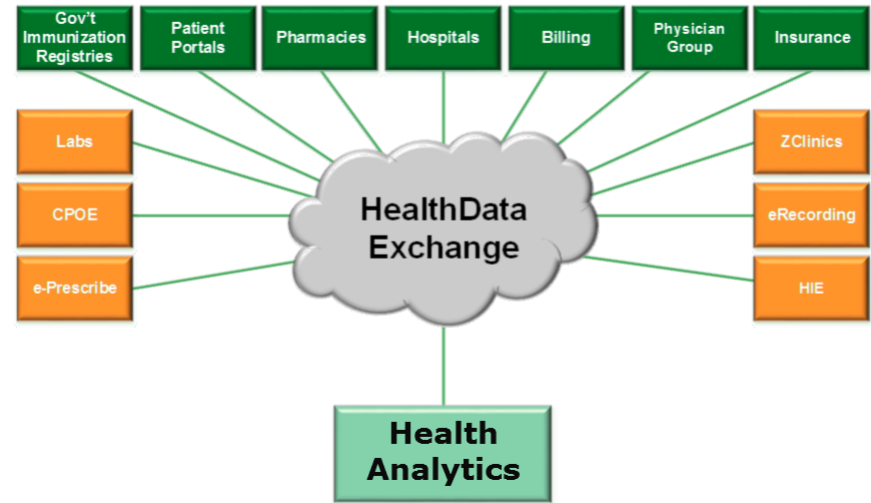 Gov't
Immunization
Registries
Patient
Portals
Pharmacies
Hospitals
Billing
Physician
Group
Insurance
Labs
CPOE
e-Prescribe
HealthData
Exchange
ZClinics
eRecording
HIE
Health
Analytics